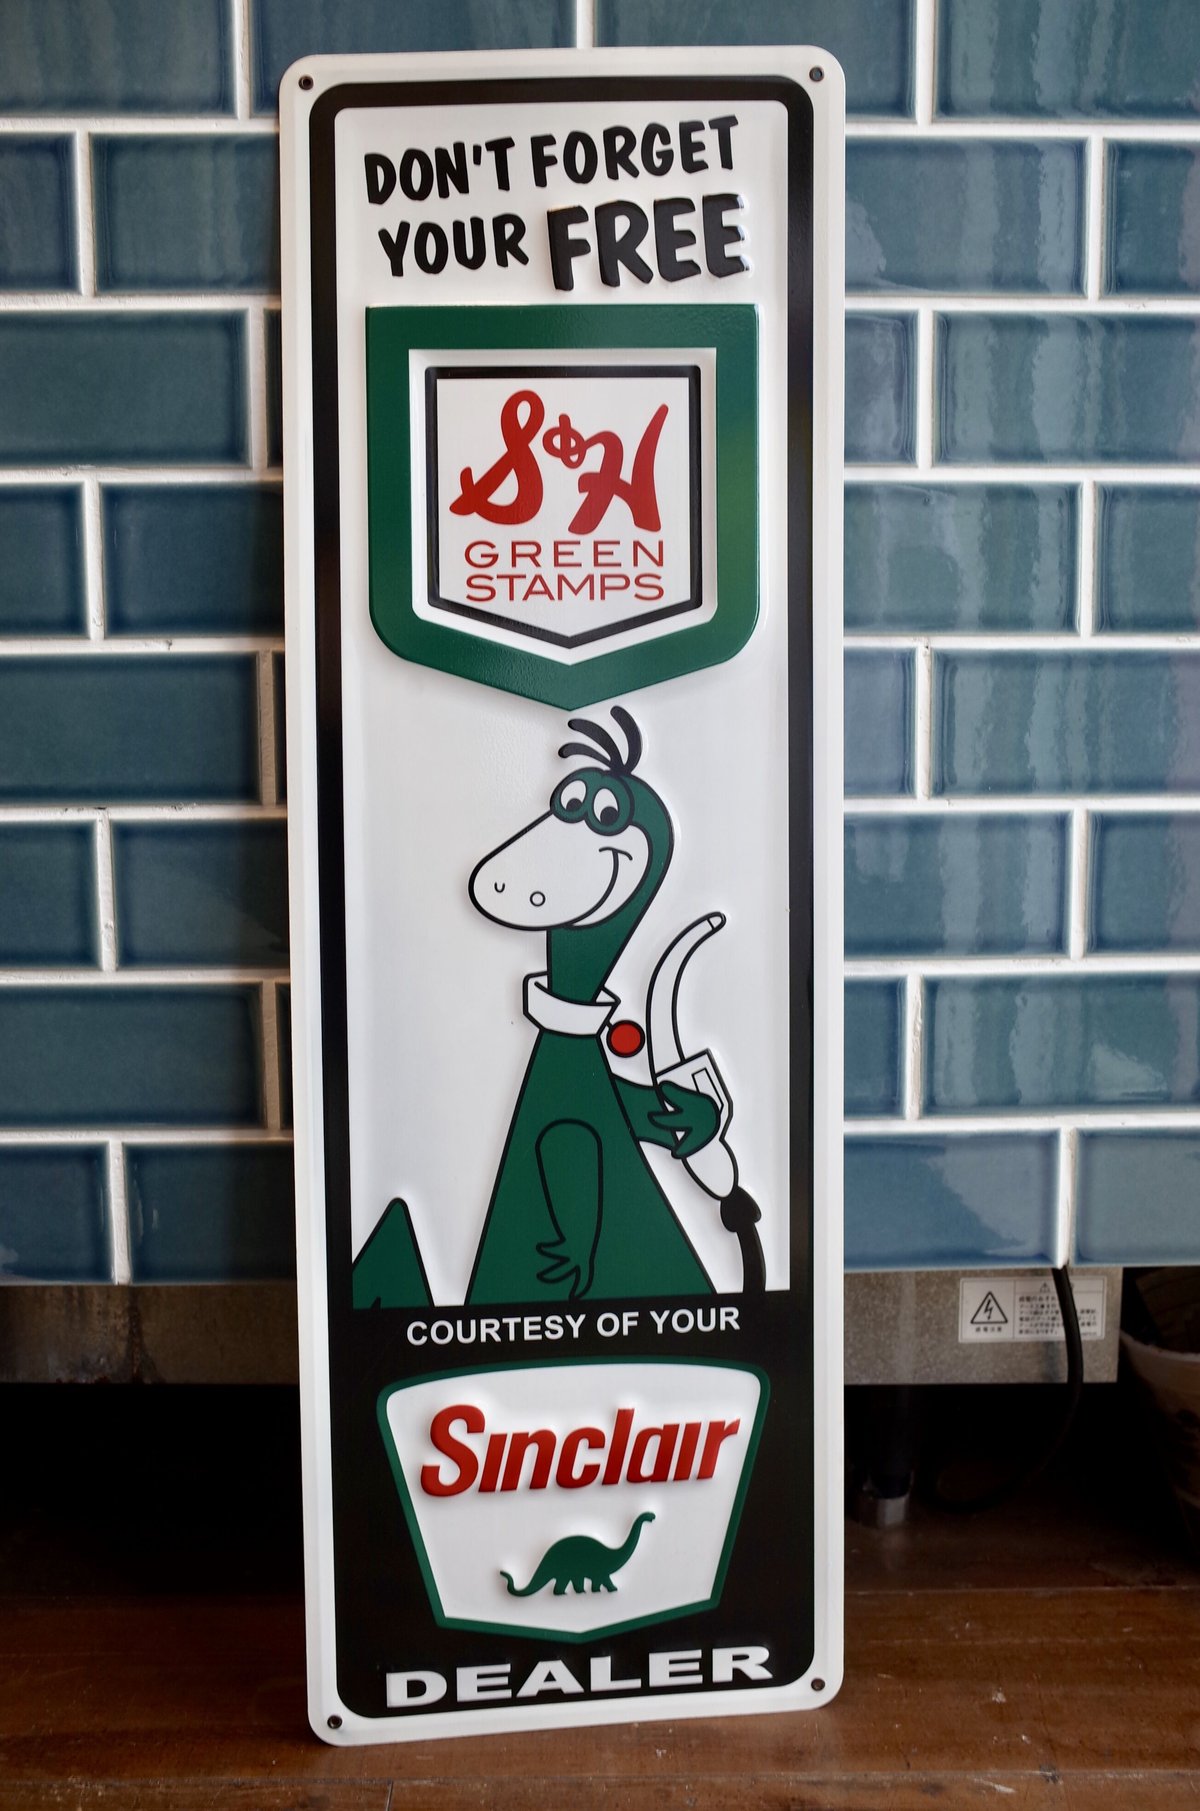 DON'T FORGET
YOUR FREE
S&H
GREEN
STAMPS
COURTESY OF YOUR
Sinclair
DEALER